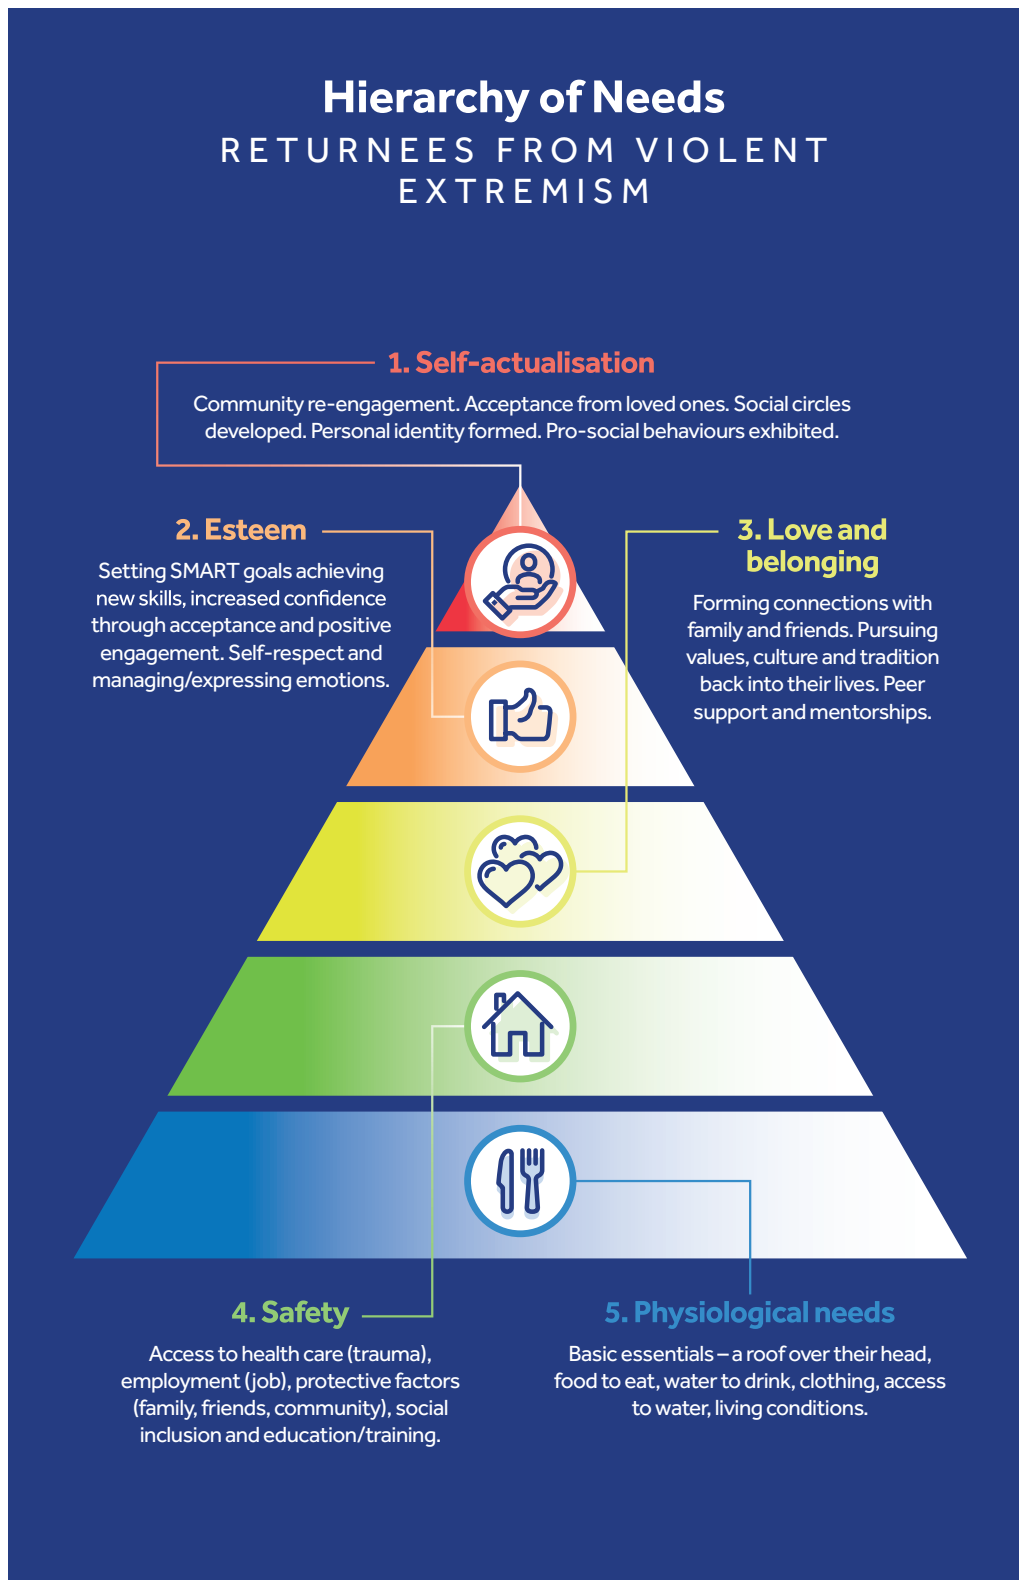 Hierarchy of Needs
RETURNEES FROM VIOLENT
EXTREMISM
1. Self-actualisation
Community re-engagement. Acceptance from loved ones. Social circles
developed. Personal identity formed. Pro-social behaviours exhibited.
2. Esteem
Setting SMART goals achieving
new skills, increased confidence
through acceptance and positive
engagement. Self-respect and
managing/expressing emotions.
3. Love and
belonging
Forming connections with
family and friends. Pursuing
values, culture and tradition
back into their lives. Peer
support and mentorships.
4. Safety
Access to health care (trauma),
employment (job), protective factors
(family, friends, community), social
inclusion and education/training.
5. Physiological needs
Basic essentials – a roof over their head,
food to eat, water to drink, clothing, access
to water, living conditions.